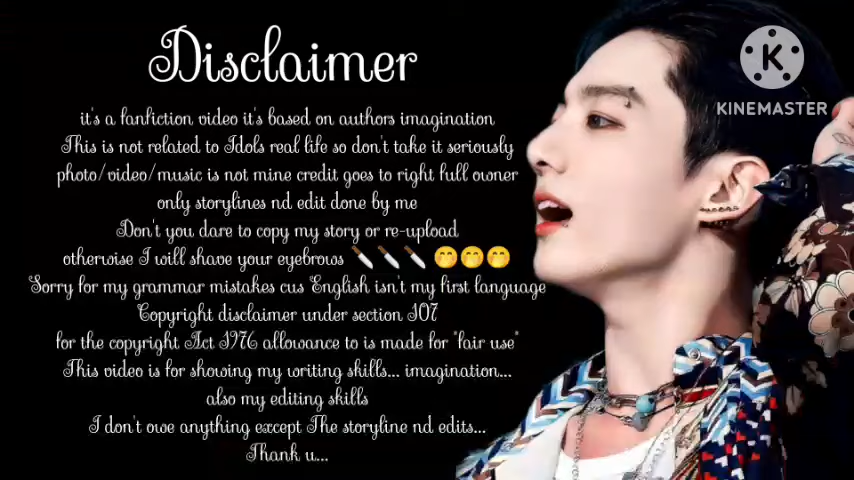 Disclaimer
it's a fanfiction video it's based on authors imagination
This is not related to Idols real life so don't take it seriously
photo/video/music is not mine credit goes to right full owner
only storylines nd edit done by me
Don't you dare to copy my story or re-upload
otherwise I will shave your eyebrows 🔪🔪🔪 🤭🤭🤭
Sorry for my grammar mistakes cus English isn't my first language
Copyright disclaimer under section 107
for the copyright Act 1976 allowance to is made for "fair use"
This video is for showing my writing skills... imagination...
also my editing skills
I don't owe anything except The storyline nd edits...
Thank u...
K
KINEMASTER